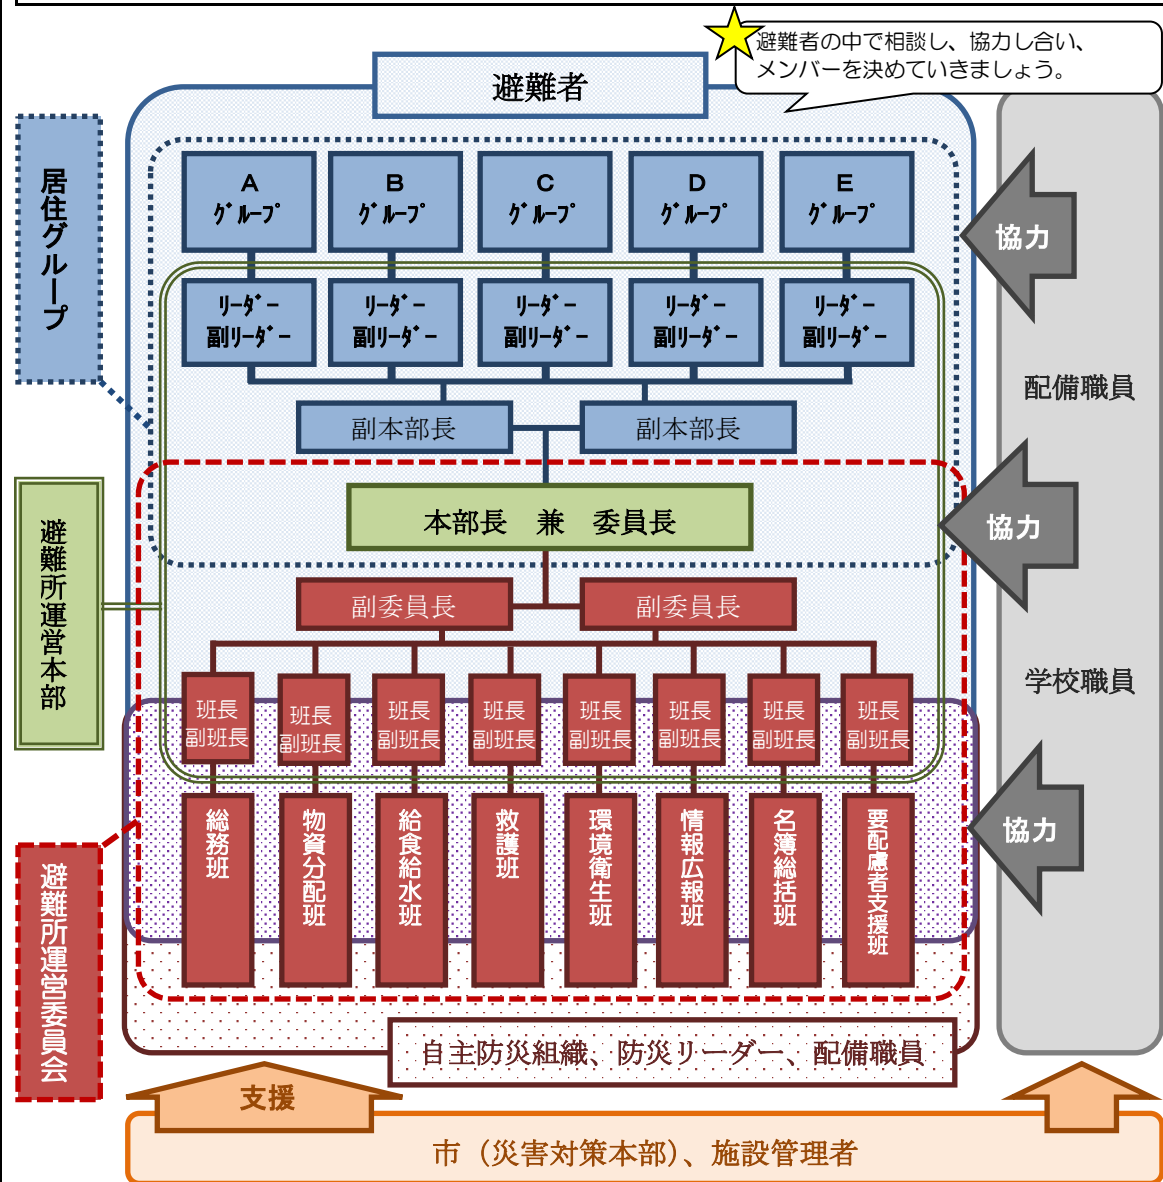 避難者の中で相談し、協力し合い、
メンバーを決めていきましょう。
避難者
居住グループ
A
グループ
B
グループ
C
グループ
D
グループ
E
グループ
リーダー
副リーダー
リーダー
副リーダー
リーダー
副リーダー
リーダー
副リーダー
リーダー
副リーダー
協力
配備職員
副本部長
副本部長
避難所運営本部
本部長　兼　委員長
協力
副委員長
副委員長
学校職員
班長
副班長
班長
副班長
班長
副班長
班長
副班長
班長
副班長
班長
副班長
班長
副班長
班長
副班長
総務班
物資分配班
給食給水班
救護班
環境衛生班
情報広報班
名簿総括班
要配慮者支援班
協力
避難所運営委員会
自主防災組織、防災リーダー、配備職員
支援
市（災害対策本部）、施設管理者